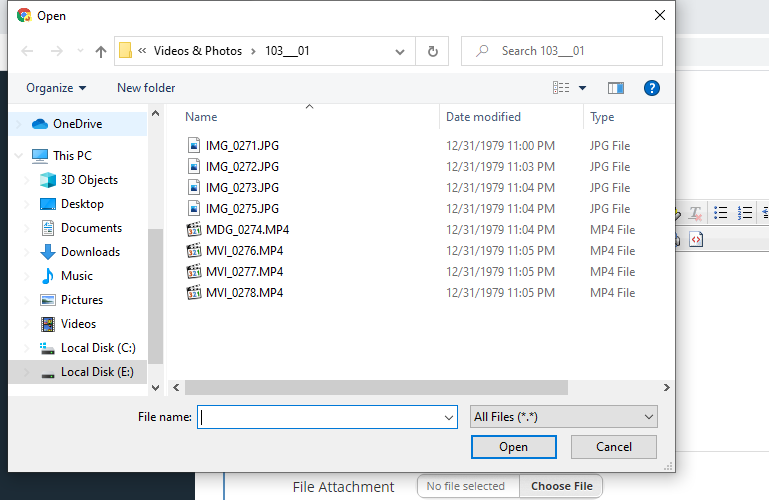 Open
« Videos & Photos › 103___01
Search 103___01
Organize
New folder
Name Date modified Type
OneDrive
This PC
3D Objects
Desktop
Documents
Downloads
Music
Pictures
Videos
Local Disk (C:)
Local Disk (E:)
IMG_0271.JPG 12/31/1979 11:00 PM JPG File
IMG_0272.JPG 12/31/1979 11:03 PM JPG File
IMG_0273.JPG 12/31/1979 11:04 PM JPG File
IMG_0275.JPG 12/31/1979 11:04 PM JPG File
MDG_0274.MP4 12/31/1979 11:04 PM MP4 File
MVI_0276.MP4 12/31/1979 11:05 PM MP4 File
MVI_0277.MP4 12/31/1979 11:05 PM MP4 File
MVI_0278.MP4 12/31/1979 11:05 PM MP4 File
File name:
All Files (*.*)
Open
Cancel
File Attachment
No file selected
Choose File